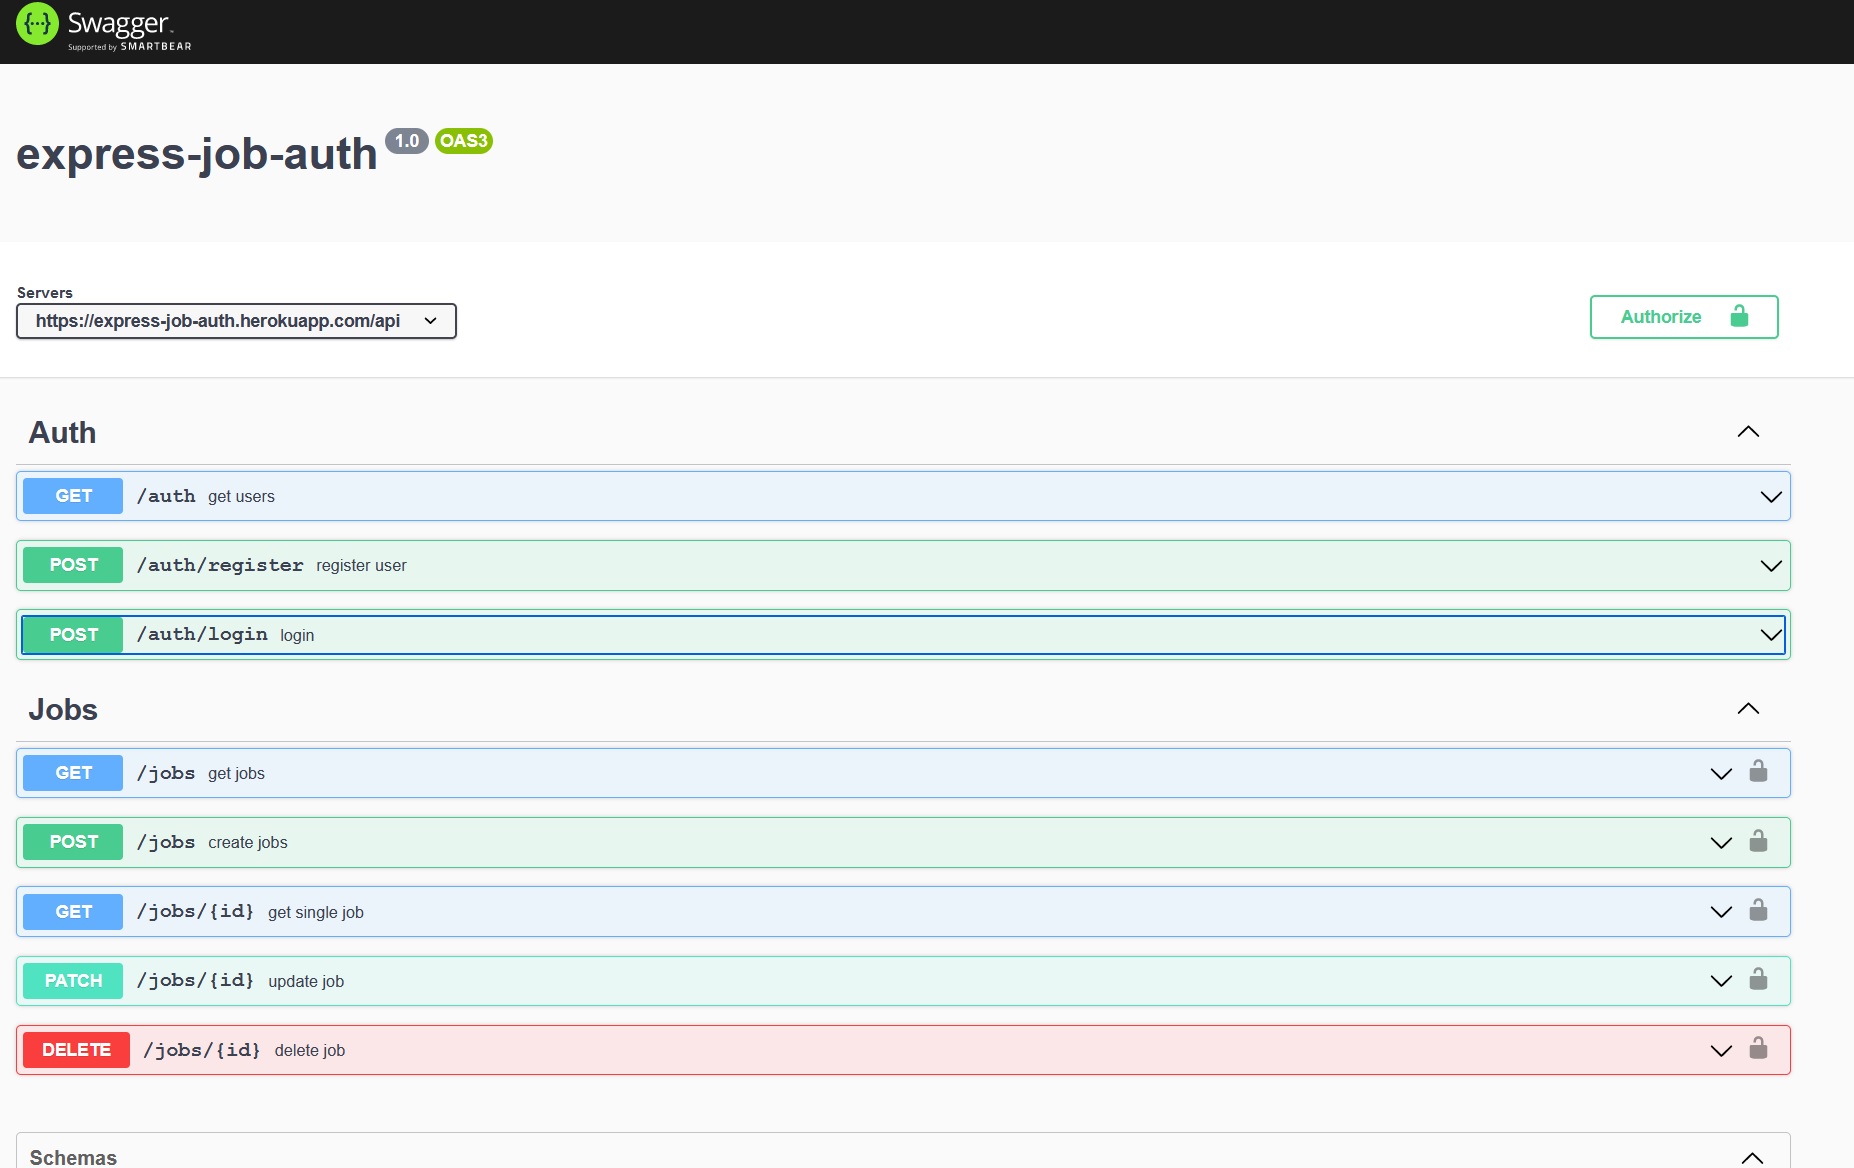 {···} Swagger.
Supported by SMARTBEAR
express-job-auth 1.0 OAS3
Servers
https://express-job-auth.herokuapp.com/api
Authorize
Auth
GET /auth get users
POST /auth/register register user
POST /auth/login login
Jobs
GET /jobs get jobs
POST /jobs create jobs
GET /jobs/{id} get single job
PATCH /jobs/{id} update job
DELETE /jobs/{id} delete job
Schemas